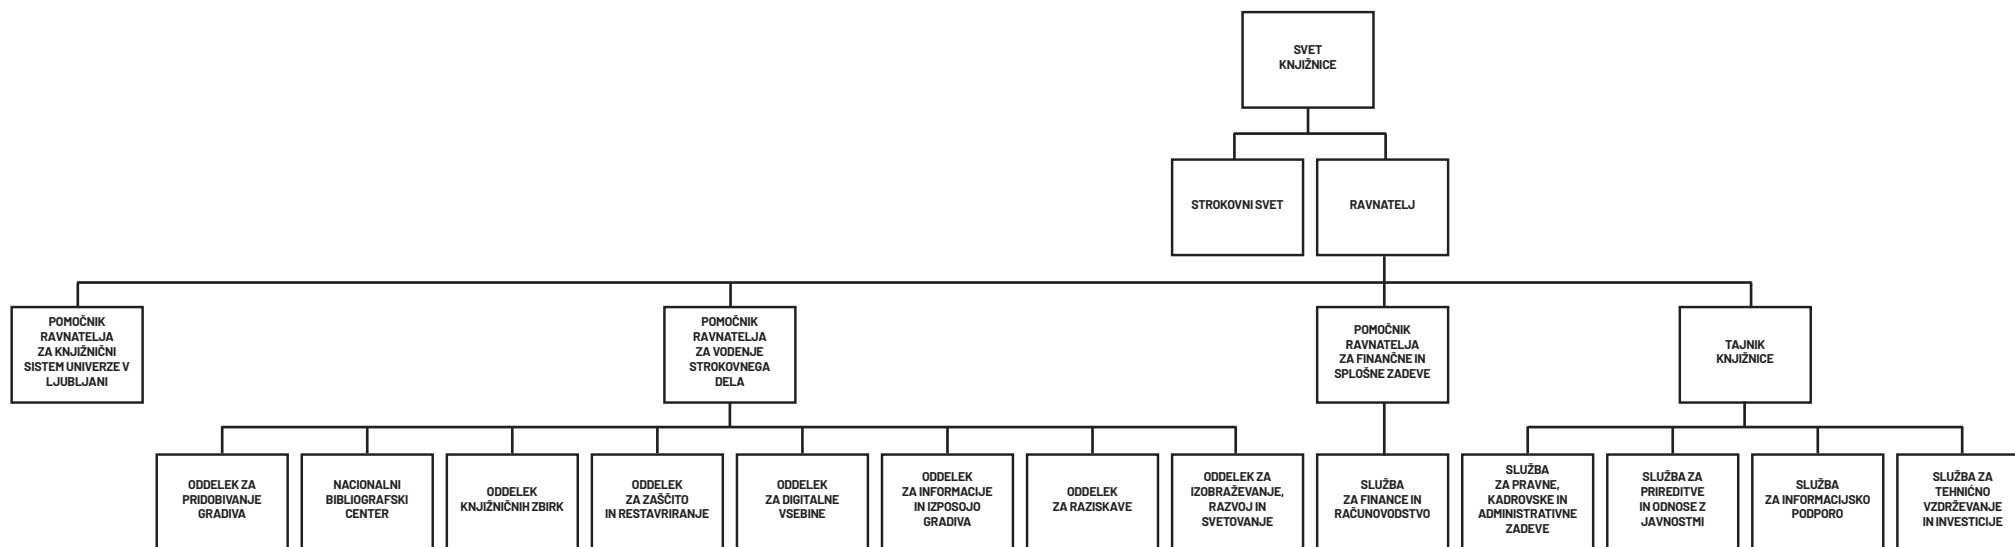 SVET
KNJIŽNICE
STROKOVNI SVET
RAVNATELJ
POMOČNIK
RAVNATELJA
ZA KNJIŽNIČNI
SISTEM UNIVERZE V
LJUBLJANI
POMOČNIK
RAVNATELJA
ZA VODENJE
STROKOVNEGA
DELA
POMOČNIK
RAVNATELJA
ZA FINANČNE IN
SPLOŠNE ZADEVE
TAJNIK
KNJIŽNICE
ODDELEK ZA
PRIDOBIVANJE
GRADIVA
NACIONALNI
BIBLIOGRAFSKI
CENTER
ODDELEK
KNJIŽNIČNIH ZBIRK
ODDELEK
ZA ZAŠČITO
IN RESTAVRIRANJE
ODDELEK
ZA DIGITALNE
VSEBINE
ODDELEK
ZA INFORMACIJE
IN IZPOSOJO
GRADIVA
ODDELEK
ZA RAZISKAVE
ODDELEK ZA
IZOBRAŽEVANJE,
RAZVOJ IN
SVETOVANJE
SLUŽBA
ZA FINANCE IN
RAČUNOVODSTVO
SLUŽBA
ZA PRAVNE,
KADROVSKE IN
ADMINISTRATIVNE
ZADEVE
SLUŽBA ZA
PRIREDITVE
IN ODNOSE Z
JAVNOSTMI
SLUŽBA
ZA INFORMACIJSKO
PODPORO
SLUŽBA ZA
TEHNIĆNO
VZDRŽEVANJE
IN INVESTICIJE